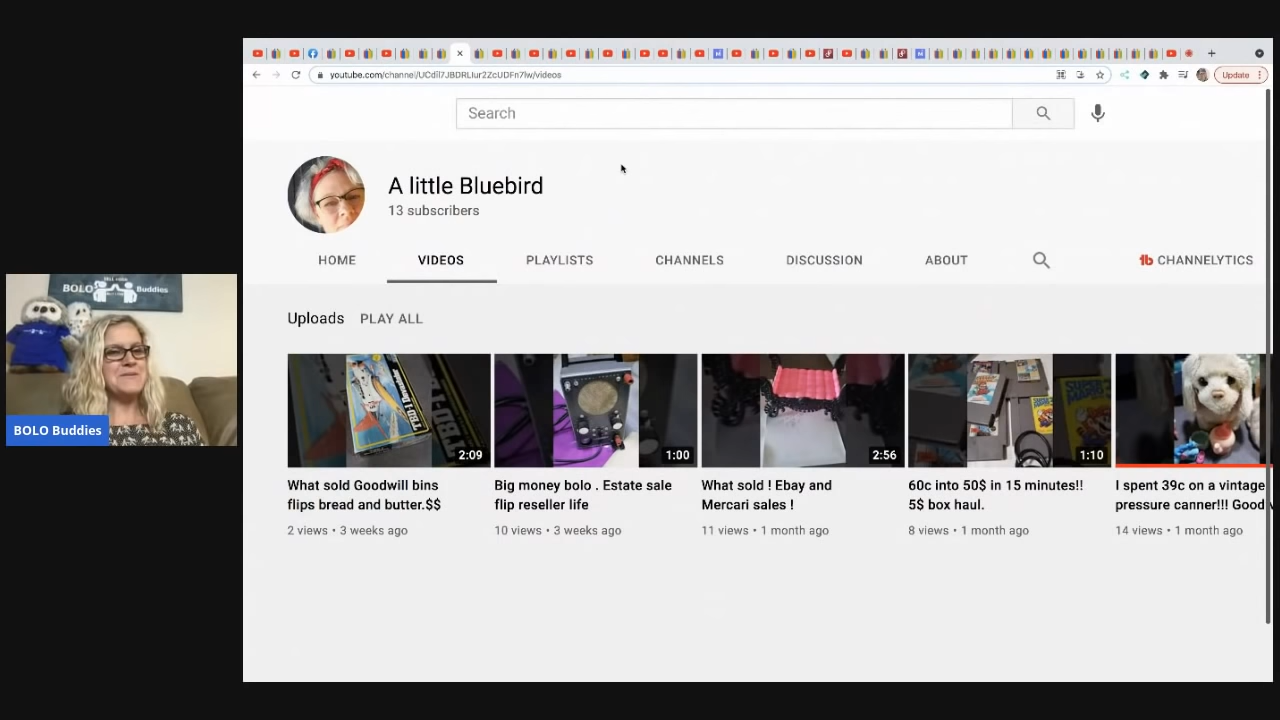 youtube.com/channel/UCdil7JBDRLIur2ZcUDFn7lw/videos
Update
Search
A little Bluebird
13 subscribers
HOME
VIDEOS
PLAYLISTS
CHANNELS
DISCUSSION
ABOUT
CHANNELYTICS
Uploads
PLAY ALL
2:09
1:00
2:56
1:10
What sold Goodwill bins
flips bread and butter.$$
2 views • 3 weeks ago
Big money bolo . Estate sale
flip reseller life
10 views • 3 weeks ago
What sold ! Ebay and
Mercari sales !
11 views • 1 month ago
60c into 50$ in 15 minutes!!
5$ box haul.
8 views • 1 month ago
I spent 39c on a vintage
pressure canner!!! Good
14 views • 1 month ago
BOLO Buddies
BOLO Buddies